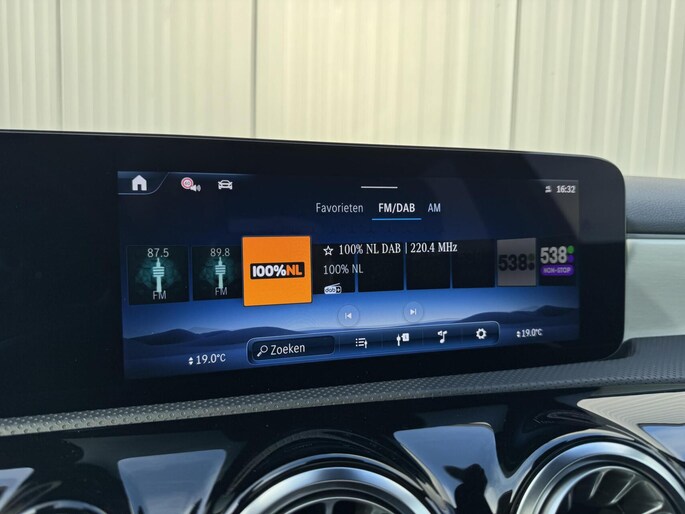 16:32
Favorieten FM/DAB AM
87.5
FM
89.8
FM
100%NL
☆ 100% NL DAB | 220.4 MHz
100% NL
dab+
538
538
NON-STOP
19.0°C
Zoeken
19.0°C